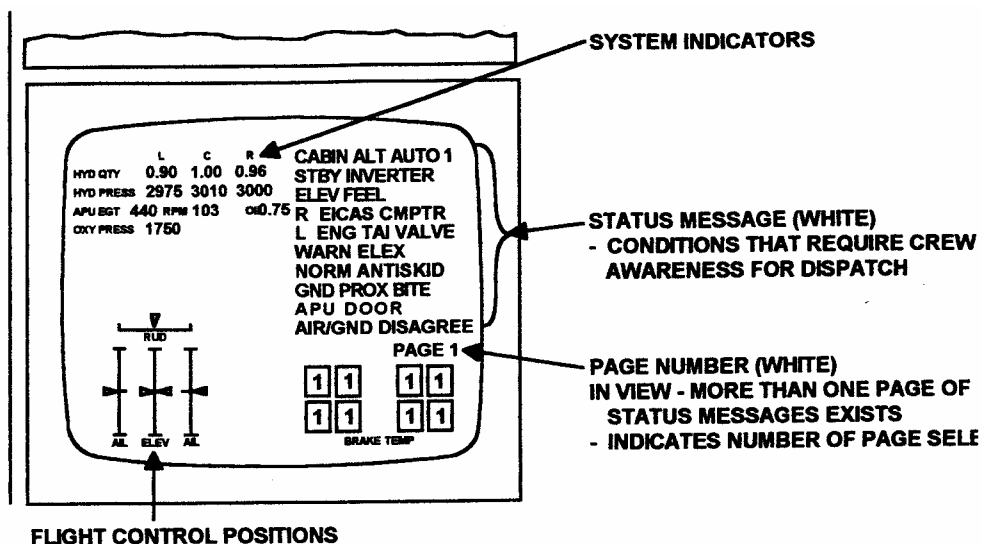 SYSTEM INDICATORS
L C R
HYD QTY 0.90 1.00 0.96
HYD PRESS 2975 3010 3000
APU EGT 440 RPM 103 OIL 0.75
OXY PRESS 1750
CABIN ALT AUTO 1
STBY INVERTER
ELEV FEEL
R EICAS CMPTR
L ENG TAI VALVE
WARN ELEX
NORM ANTISKID
GND PROX BITE
APU DOOR
AIR/GND DISAGREE
PAGE 1
STATUS MESSAGE (WHITE)
- CONDITIONS THAT REQUIRE CREW
AWARENESS FOR DISPATCH
PAGE NUMBER (WHITE)
IN VIEW - MORE THAN ONE PAGE OF
STATUS MESSAGES EXISTS
- INDICATES NUMBER OF PAGE SELE
RUD
AIL ELEV AIL
1 1 1 1
1 1 1 1
BRAKE TEMP
FLIGHT CONTROL POSITIONS